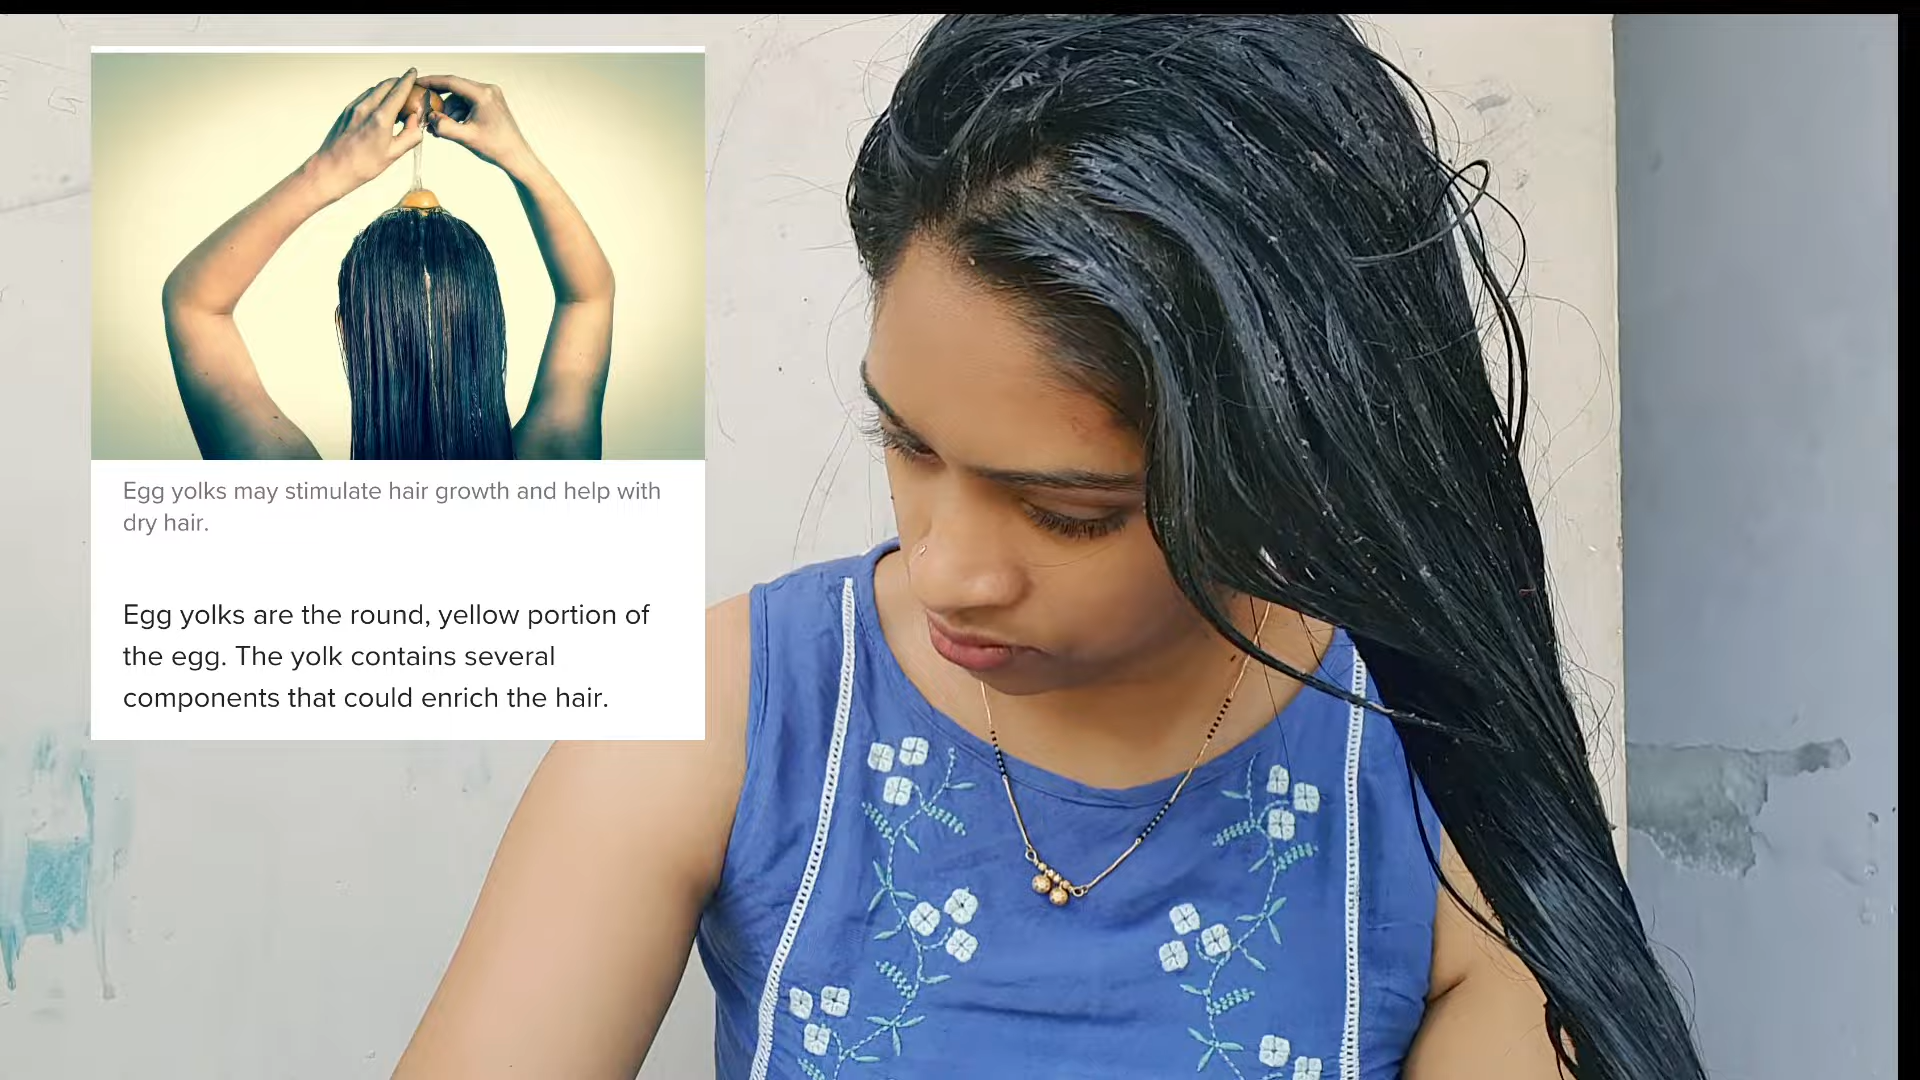 Egg yolks may stimulate hair growth and help with
dry hair.
Egg yolks are the round, yellow portion of
the egg. The yolk contains several
components that could enrich the hair.